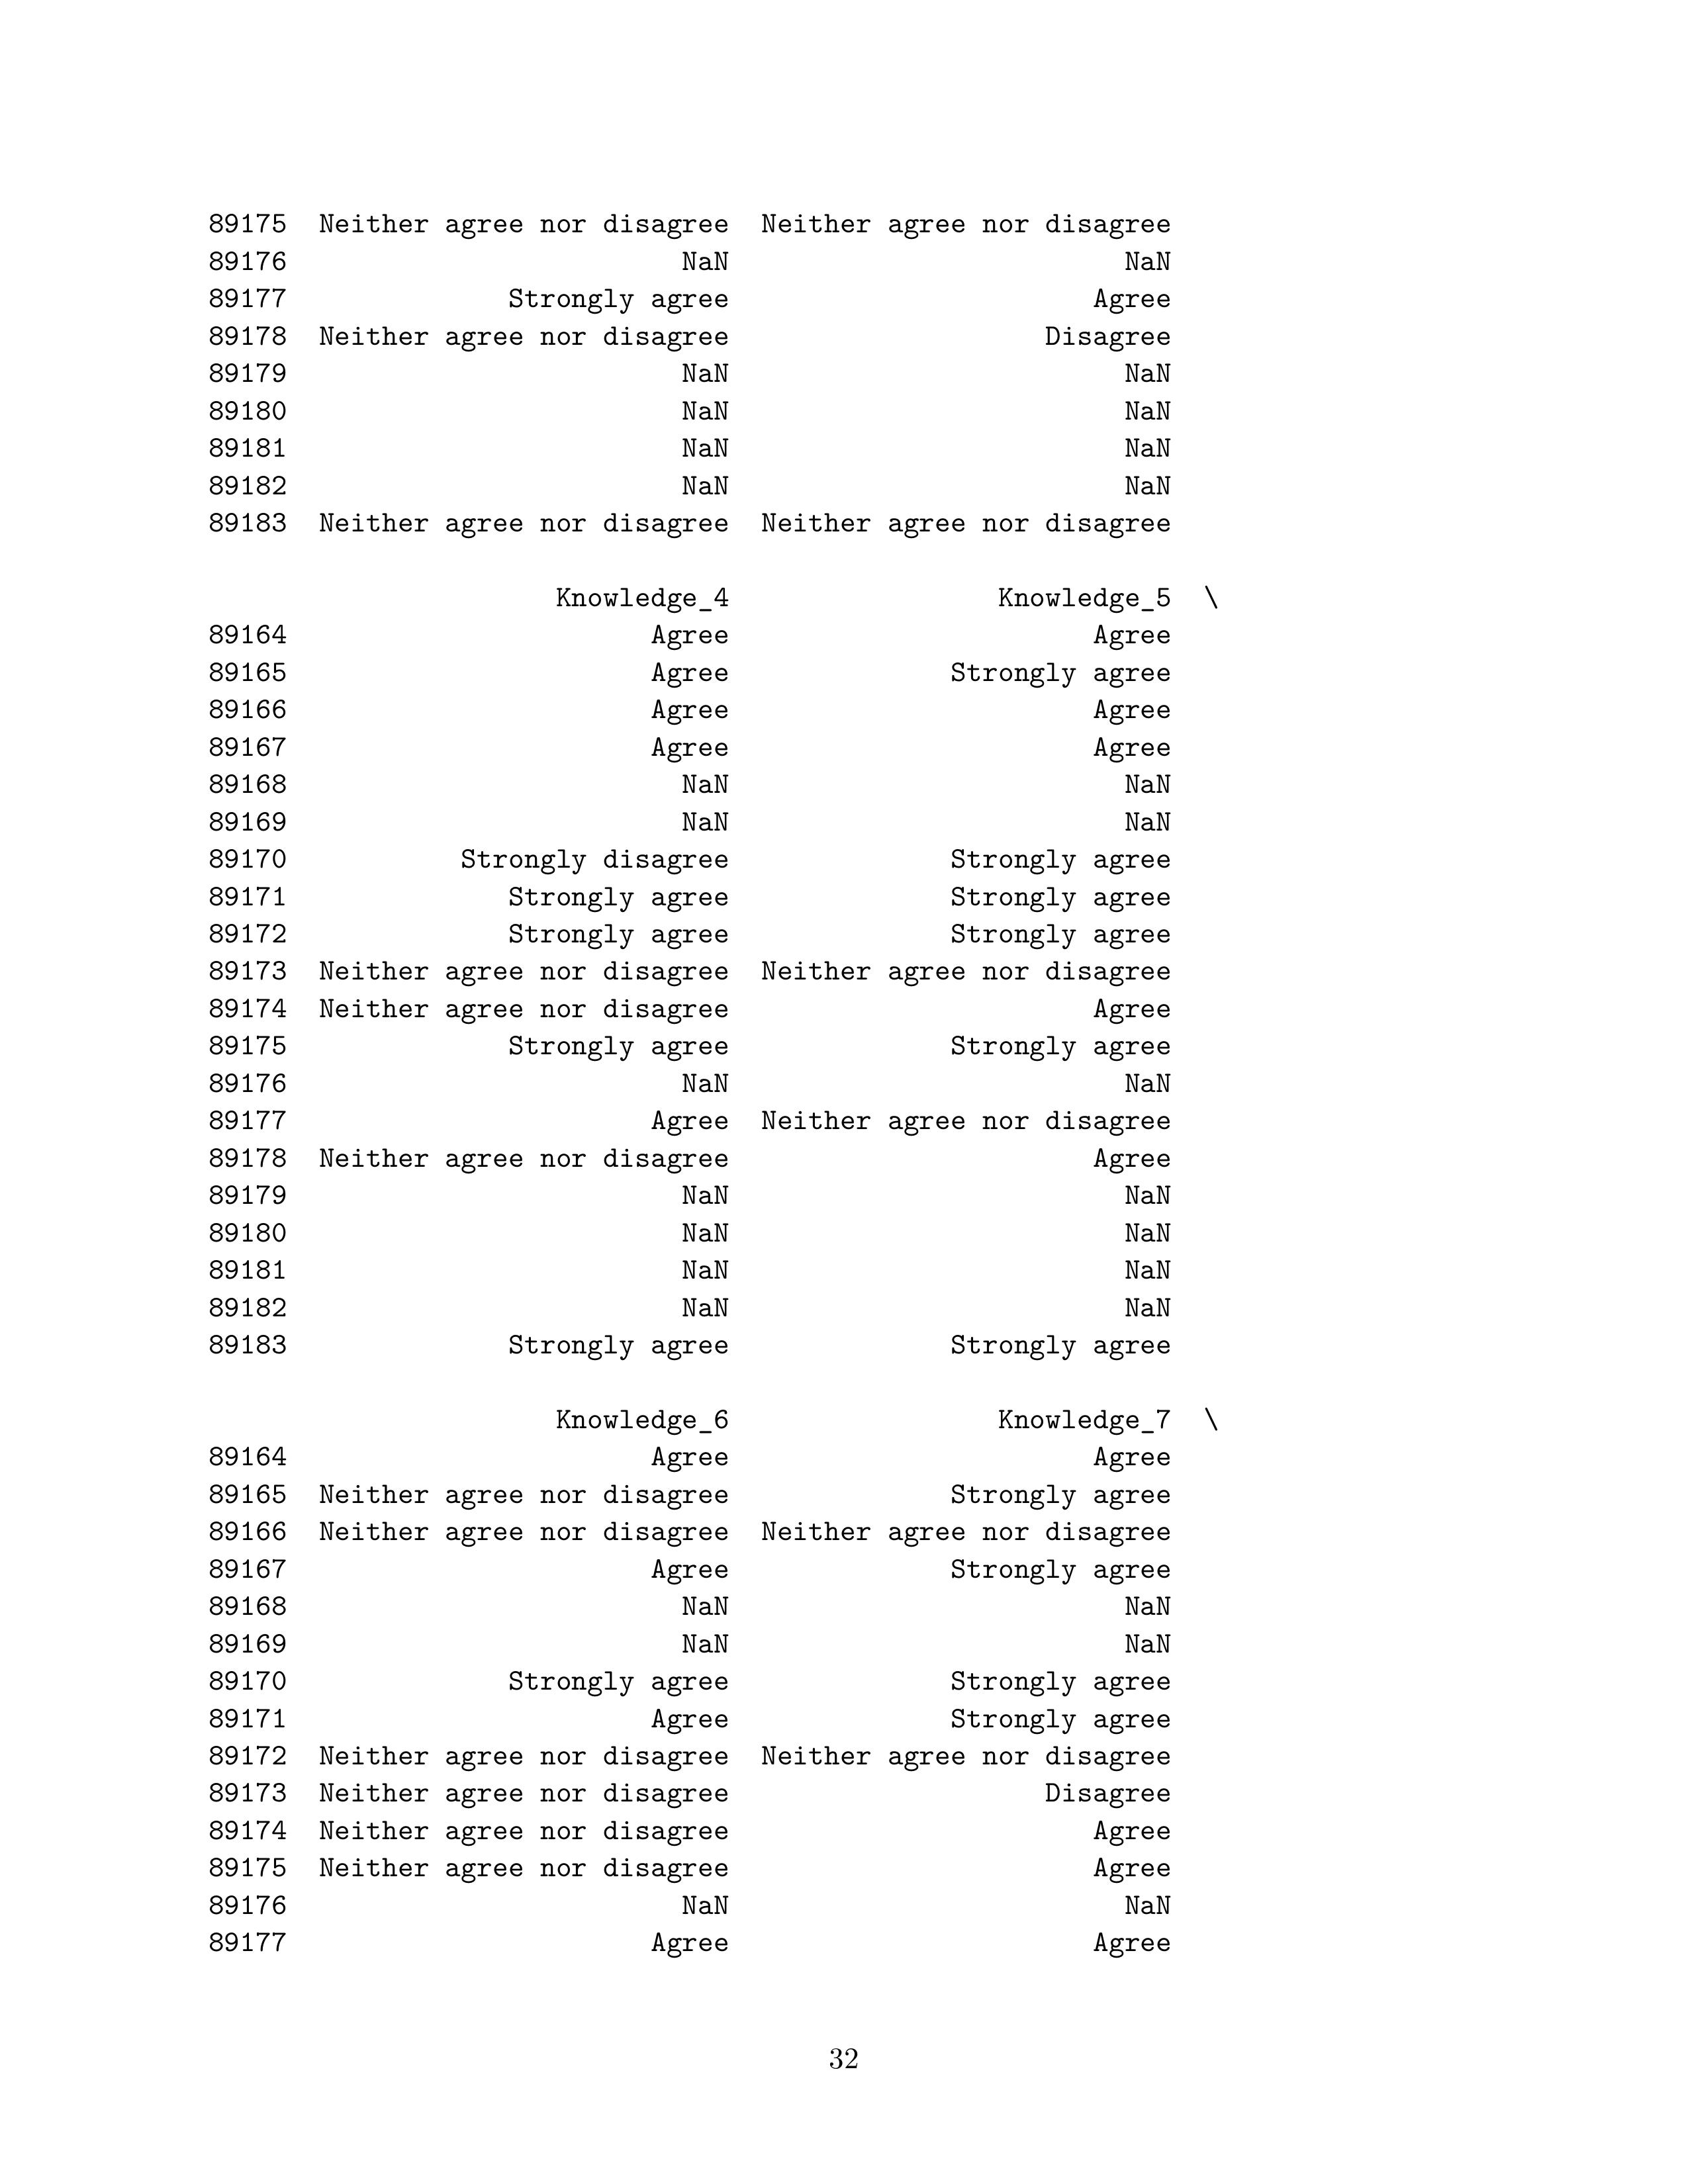 89175  Neither agree nor disagree  Neither agree nor disagree
89176                         NaN                         NaN
89177              Strongly agree                       Agree
89178  Neither agree nor disagree                    Disagree
89179                         NaN                         NaN
89180                         NaN                         NaN
89181                         NaN                         NaN
89182                         NaN                         NaN
89183  Neither agree nor disagree  Neither agree nor disagree
                      Knowledge_4                 Knowledge_5  \
89164                       Agree                       Agree
89165                       Agree              Strongly agree
89166                       Agree                       Agree
89167                       Agree                       Agree
89168                         NaN                         NaN
89169                         NaN                         NaN
89170           Strongly disagree              Strongly agree
89171              Strongly agree              Strongly agree
89172              Strongly agree              Strongly agree
89173  Neither agree nor disagree  Neither agree nor disagree
89174  Neither agree nor disagree                       Agree
89175              Strongly agree              Strongly agree
89176                         NaN                         NaN
89177                       Agree  Neither agree nor disagree
89178  Neither agree nor disagree                       Agree
89179                         NaN                         NaN
89180                         NaN                         NaN
89181                         NaN                         NaN
89182                         NaN                         NaN
89183              Strongly agree              Strongly agree
                      Knowledge_6                 Knowledge_7  \
89164                       Agree                       Agree
89165  Neither agree nor disagree              Strongly agree
89166  Neither agree nor disagree  Neither agree nor disagree
89167                       Agree              Strongly agree
89168                         NaN                         NaN
89169                         NaN                         NaN
89170              Strongly agree              Strongly agree
89171                       Agree              Strongly agree
89172  Neither agree nor disagree  Neither agree nor disagree
89173  Neither agree nor disagree                    Disagree
89174  Neither agree nor disagree                       Agree
89175  Neither agree nor disagree                       Agree
89176                         NaN                         NaN
89177                       Agree                       Agree
32